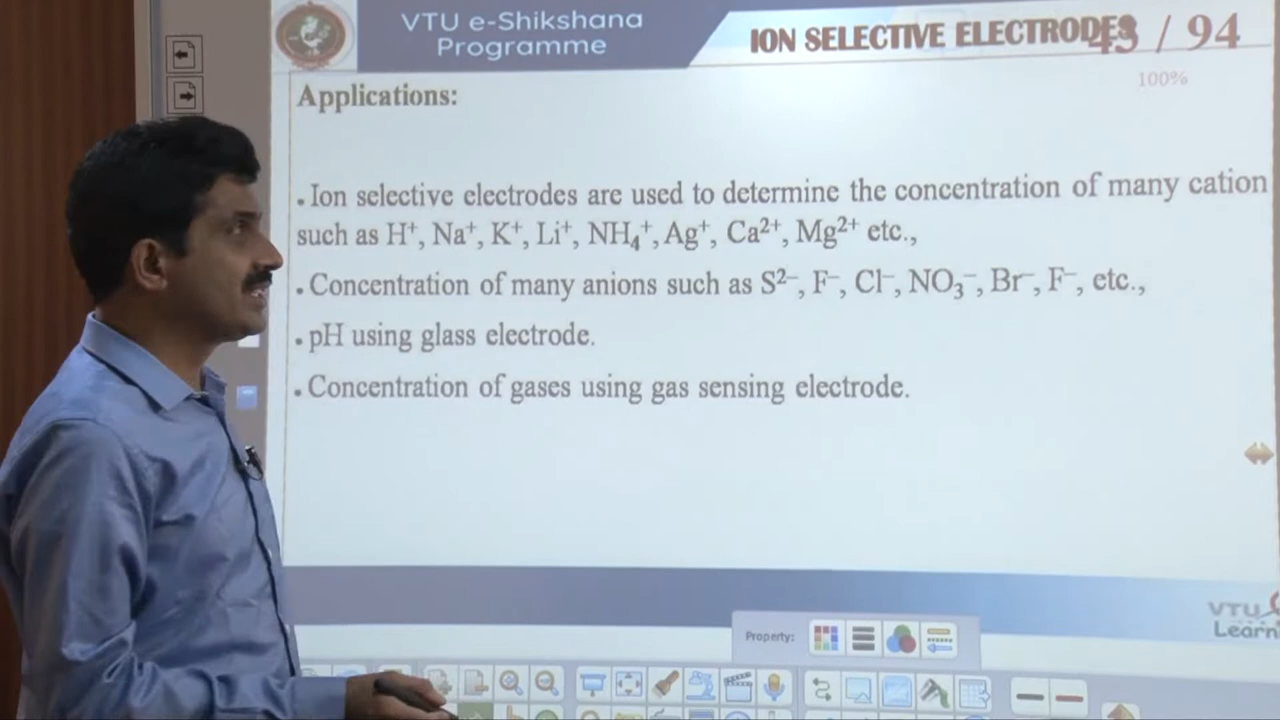 VTU e-Shikshana
Programme
ION SELECTIVE ELECTRODES
43 / 94
100%
Applications:
• Ion selective electrodes are used to determine the concentration of many cation
such as H⁺, Na⁺, K⁺, Li⁺, NH₄⁺, Ag⁺, Ca²⁺, Mg²⁺ etc.,
• Concentration of many anions such as S²⁻, F⁻, Cl⁻, NO₃⁻, Br⁻, F⁻, etc.,
• pH using glass electrode.
• Concentration of gases using gas sensing electrode.
VTU
Learn
Property: